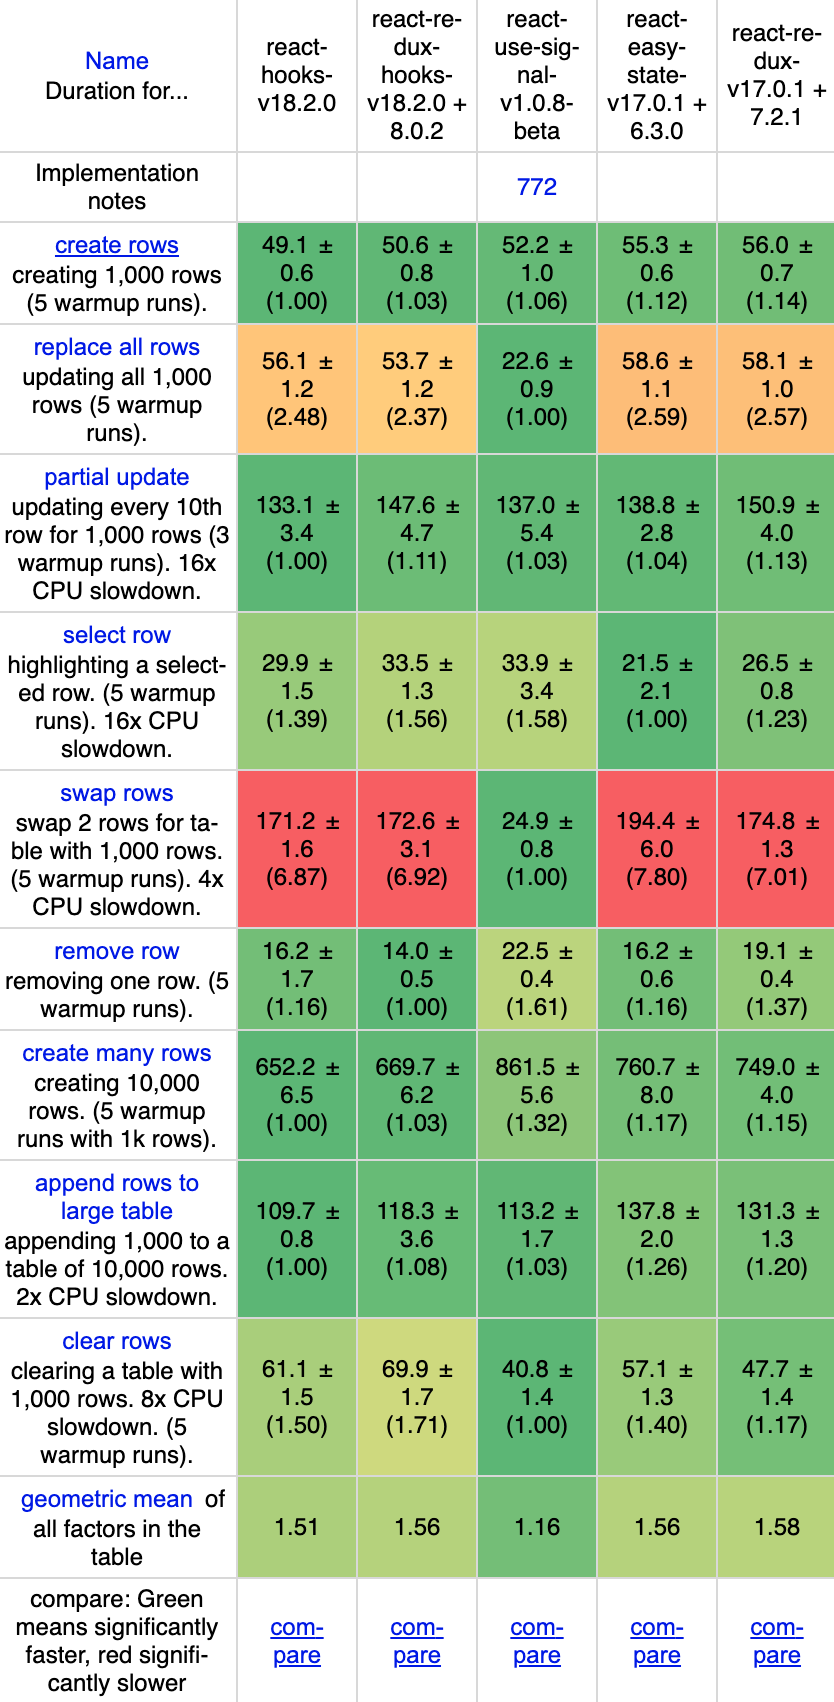 Name
Duration for...
react-
hooks-
v18.2.0
react-re-
dux-
hooks-
v18.2.0 +
8.0.2
react-
use-sig-
nal-
v1.0.8-
beta
react-
easy-
state-
v17.0.1 +
6.3.0
react-re-
dux-
v17.0.1 +
7.2.1
Implementation
notes
772
create rows
creating 1,000 rows
(5 warmup runs).
49.1 ±
0.6
(1.00)
50.6 ±
0.8
(1.03)
52.2 ±
1.0
(1.06)
55.3 ±
0.6
(1.12)
56.0 ±
0.7
(1.14)
replace all rows
updating all 1,000
rows (5 warmup
runs).
56.1 ±
1.2
(2.48)
53.7 ±
1.2
(2.37)
22.6 ±
0.9
(1.00)
58.6 ±
1.1
(2.59)
58.1 ±
1.0
(2.57)
partial update
updating every 10th
row for 1,000 rows (3
warmup runs). 16x
CPU slowdown.
133.1 ±
3.4
(1.00)
147.6 ±
4.7
(1.11)
137.0 ±
5.4
(1.03)
138.8 ±
2.8
(1.04)
150.9 ±
4.0
(1.13)
select row
highlighting a select-
ed row. (5 warmup
runs). 16x CPU
slowdown.
29.9 ±
1.5
(1.39)
33.5 ±
1.3
(1.56)
33.9 ±
3.4
(1.58)
21.5 ±
2.1
(1.00)
26.5 ±
0.8
(1.23)
swap rows
swap 2 rows for ta-
ble with 1,000 rows.
(5 warmup runs). 4x
CPU slowdown.
171.2 ±
1.6
(6.87)
172.6 ±
3.1
(6.92)
24.9 ±
0.8
(1.00)
194.4 ±
6.0
(7.80)
174.8 ±
1.3
(7.01)
remove row
removing one row. (5
warmup runs).
16.2 ±
1.7
(1.16)
14.0 ±
0.5
(1.00)
22.5 ±
0.4
(1.61)
16.2 ±
0.6
(1.16)
19.1 ±
0.4
(1.37)
create many rows
creating 10,000
rows. (5 warmup
runs with 1k rows).
652.2 ±
6.5
(1.00)
669.7 ±
6.2
(1.03)
861.5 ±
5.6
(1.32)
760.7 ±
8.0
(1.17)
749.0 ±
4.0
(1.15)
append rows to
large table
appending 1,000 to a
table of 10,000 rows.
2x CPU slowdown.
109.7 ±
0.8
(1.00)
118.3 ±
3.6
(1.08)
113.2 ±
1.7
(1.03)
137.8 ±
2.0
(1.26)
131.3 ±
1.3
(1.20)
clear rows
clearing a table with
1,000 rows. 8x CPU
slowdown. (5
warmup runs).
61.1 ±
1.5
(1.50)
69.9 ±
1.7
(1.71)
40.8 ±
1.4
(1.00)
57.1 ±
1.3
(1.40)
47.7 ±
1.4
(1.17)
geometric mean of
all factors in the
table
1.51
1.56
1.16
1.56
1.58
compare: Green
means significantly
faster, red signifi-
cantly slower
com-
pare
com-
pare
com-
pare
com-
pare
com-
pare